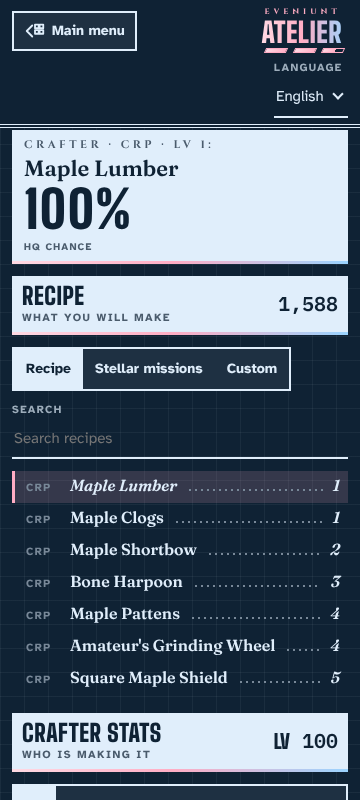 Main menu
EVENIUNT
ATELIER
LANGUAGE
English
CRAFTER · CRP · LV 1:
Maple Lumber
100%
HQ CHANCE
RECIPE
WHAT YOU WILL MAKE
1,588
Recipe
Stellar missions
Custom
SEARCH
Search recipes
CRP Maple Lumber 1
CRP Maple Clogs 1
CRP Maple Shortbow 2
CRP Bone Harpoon 3
CRP Maple Pattens 4
CRP Amateur's Grinding Wheel 4
CRP Square Maple Shield 5
CRAFTER STATS
WHO IS MAKING IT
LV 100